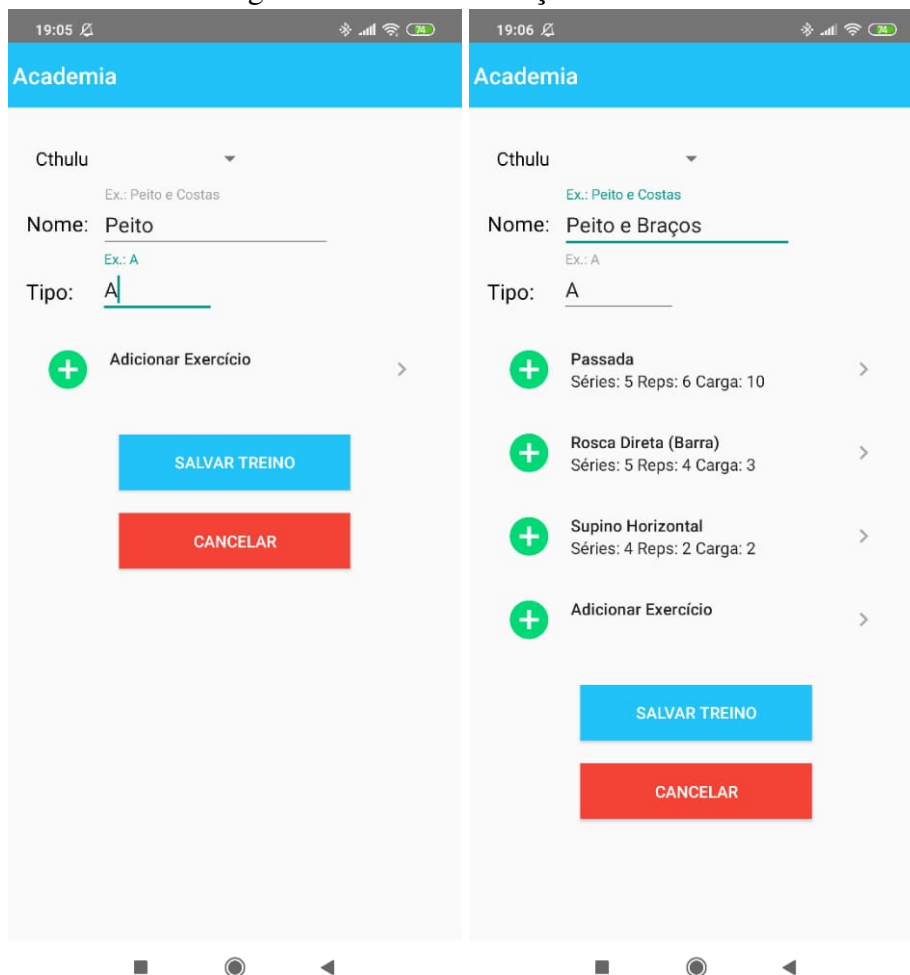 19:05
74
Academia
Cthulu
Ex.: Peito e Costas
Nome: Peito
Ex.: A
Tipo: A
Adicionar Exercício
SALVAR TREINO
CANCELAR
19:06
74
Academia
Cthulu
Ex.: Peito e Costas
Nome: Peito e Braços
Ex.: A
Tipo: A
Passada
Séries: 5 Reps: 6 Carga: 10
Rosca Direta (Barra)
Séries: 5 Reps: 4 Carga: 3
Supino Horizontal
Séries: 4 Reps: 2 Carga: 2
Adicionar Exercício
SALVAR TREINO
CANCELAR